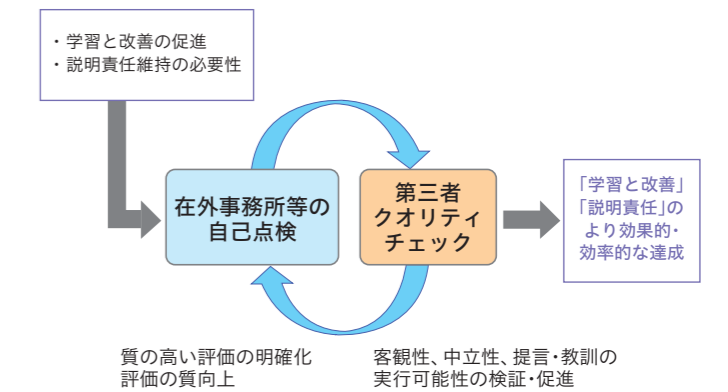 ・学習と改善の促進
・説明責任維持の必要性
在外事務所等の
自己点検
第三者
クオリティ
チェック
「学習と改善」
「説明責任」の
より効果的・
効率的な達成
質の高い評価の明確化
評価の質向上
客観性、中立性、提言・教訓の
実行可能性の検証・促進